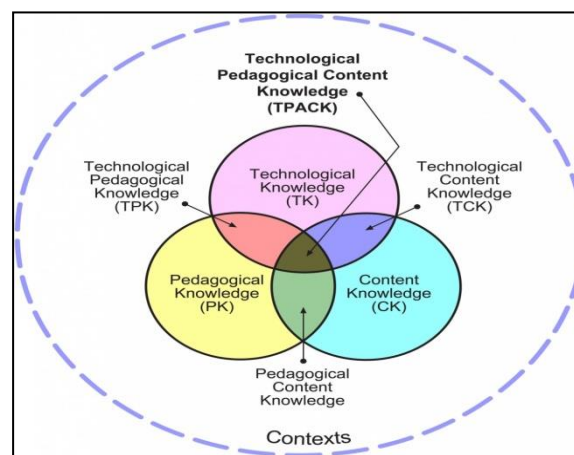 Technological
Pedagogical Content
Knowledge
(TPACK)
Technological
Pedagogical
Knowledge
(TPK)
Technological
Knowledge
(TK)
Technological
Content
Knowledge
(TCK)
Pedagogical
Knowledge
(PK)
Content
Knowledge
(CK)
Pedagogical
Content
Knowledge
Contexts